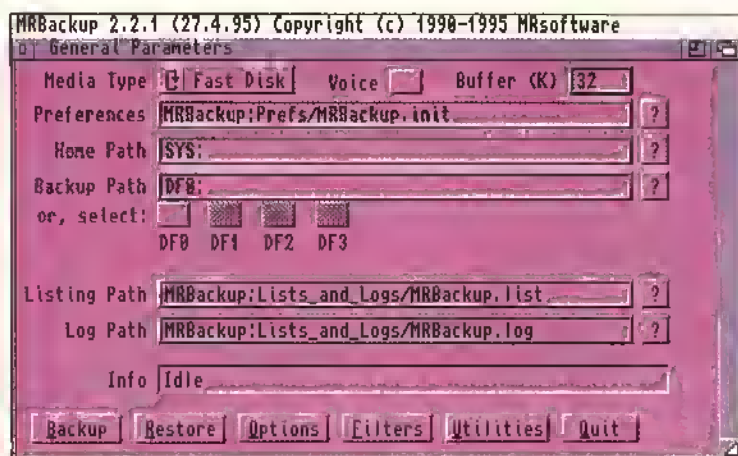 MRBackup 2.2.1 (27.4.95) Copyright (c) 1990-1995 MRsoftware
General Parameters
Media Type Fast Disk Voice Buffer (K) 32
Preferences MRBackup:Prefs/MRBackup.init ?
Home Path SYS: ?
Backup Path DF0: ?
or, select:
DF0 DF1 DF2 DF3
Listing Path MRBackup:Lists_and_Logs/MRBackup.list ?
Log Path MRBackup:Lists_and_Logs/MRBackup.log ?
Info Idle
Backup Restore Options Filters Utilities Quit